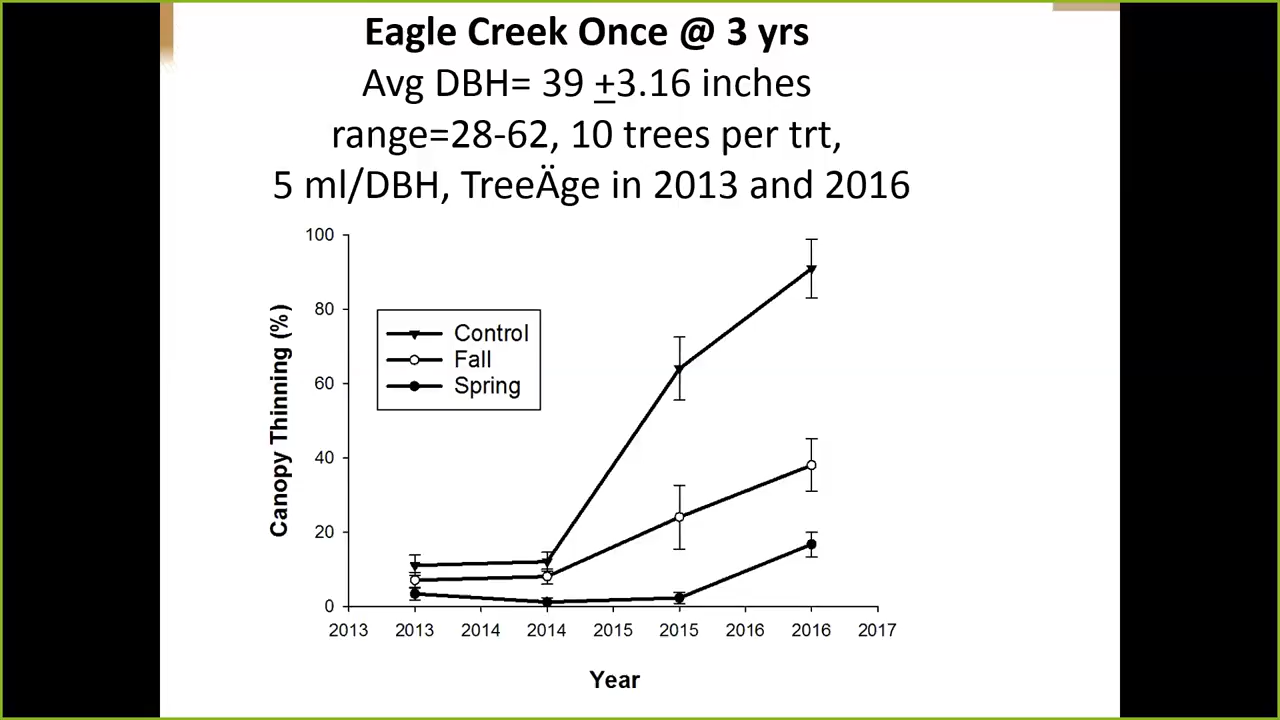 Eagle Creek Once @ 3 yrs
Avg DBH= 39 +3.16 inches
range=28-62, 10 trees per trt,
5 ml/DBH, TreeÄge in 2013 and 2016
100
80
60
40
20
0
Canopy Thinning (%)
Control
Fall
Spring
2013 2013 2014 2014 2015 2015 2016 2016 2017
Year